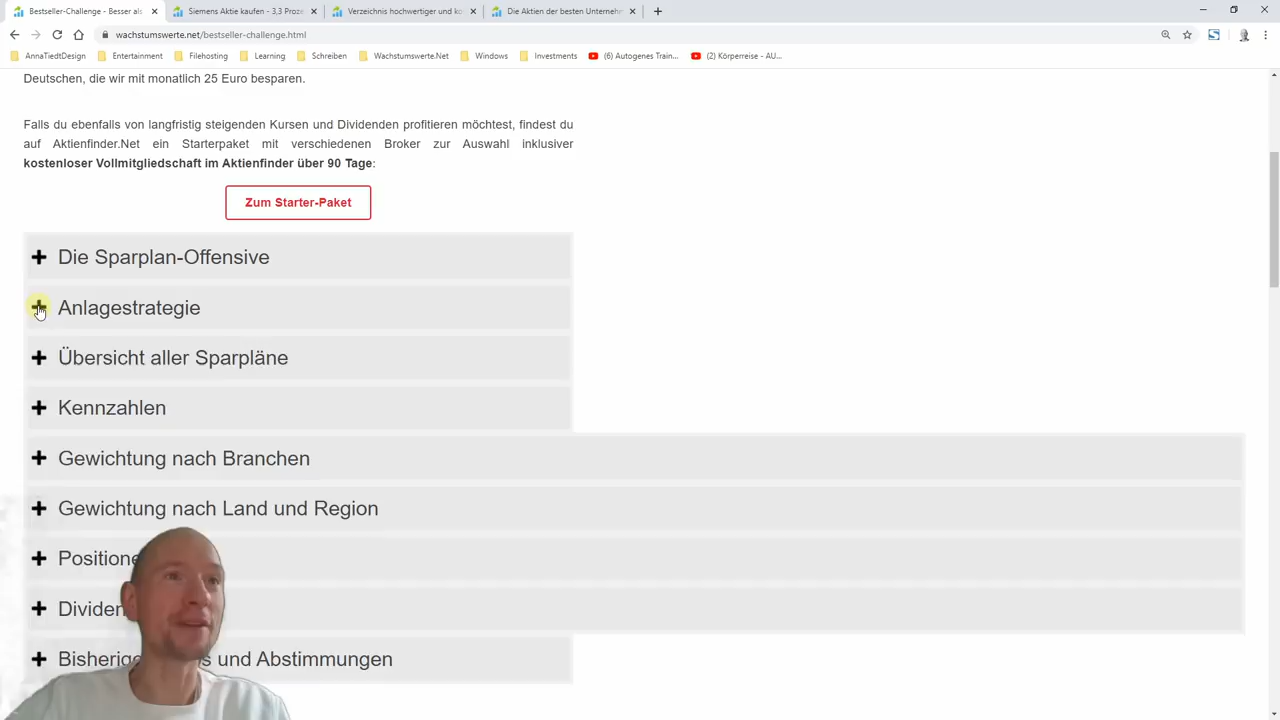 Bestseller-Challenge - Besser als
Siemens Aktie kaufen - 3,3 Proze
Verzeichnis hochwertiger und ko
Die Aktien der besten Unternehm
wachstumswerte.net/bestseller-challenge.html
AnnaTiedtDesign
Entertainment
Filehosting
Learning
Schreiben
Wachstumswerte.Net
Windows
Investments
(6) Autogenes Train...
(2) Körperreise - AU...
Deutschen, die wir mit monatlich 25 Euro besparen.
Falls du ebenfalls von langfristig steigenden Kursen und Dividenden profitieren möchtest, findest du
auf Aktienfinder.Net ein Starterpaket mit verschiedenen Broker zur Auswahl inklusiver
kostenloser Vollmitgliedschaft im Aktienfinder über 90 Tage:
Zum Starter-Paket
Die Sparplan-Offensive
Anlagestrategie
Übersicht aller Sparpläne
Kennzahlen
Gewichtung nach Branchen
Gewichtung nach Land und Region
Positione
Dividen
Bisherige s und Abstimmungen